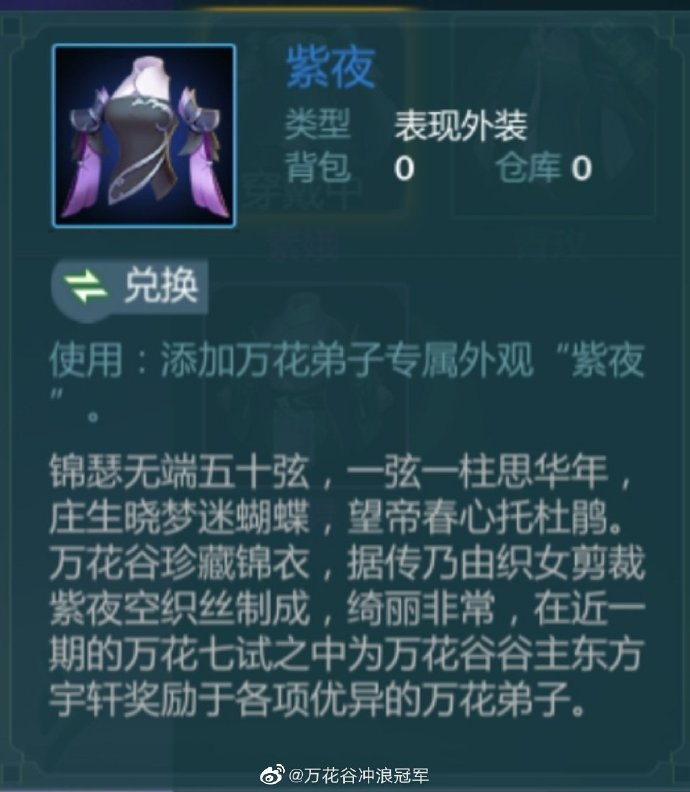 紫夜
类型 表现外装
背包 0 仓库 0
穿戴中
兑换
使用：添加万花弟子专属外观“紫夜
”。
锦瑟无端五十弦，一弦一柱思华年，
庄生晓梦迷蝴蝶，望帝春心托杜鹃。
万花谷珍藏锦衣，据传乃由织女剪裁
紫夜空织丝制成，绮丽非常，在近一
期的万花七试之中为万花谷谷主东方
宇轩奖励于各项优异的万花弟子。
@万花谷冲浪冠军